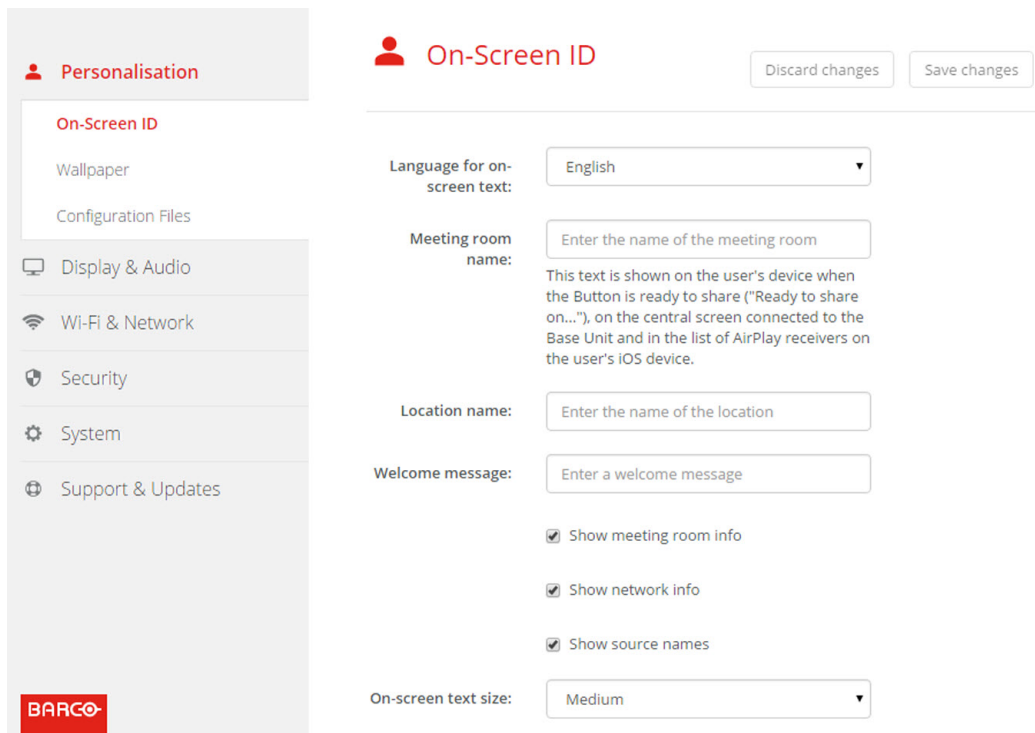 Personalisation
On-Screen ID
Wallpaper
Configuration Files
Display & Audio
Wi-Fi & Network
Security
System
Support & Updates
BARCO
On-Screen ID
Discard changes
Save changes
Language for on-
screen text:
English
Meeting room
name:
Enter the name of the meeting room
This text is shown on the user's device when
the Button is ready to share ("Ready to share
on..."), on the central screen connected to the
Base Unit and in the list of AirPlay receivers on
the user's iOS device.
Location name:
Enter the name of the location
Welcome message:
Enter a welcome message
Show meeting room info
Show network info
Show source names
On-screen text size:
Medium